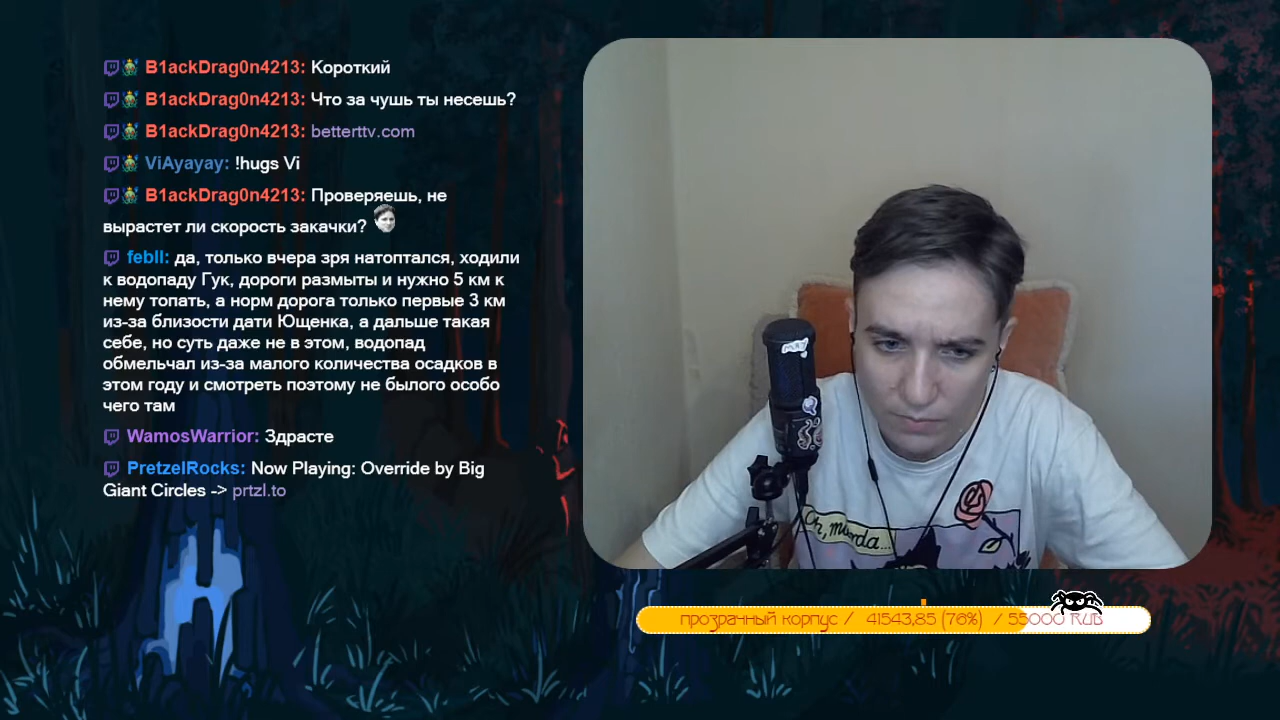 B1ackDrag0n4213: Короткий
B1ackDrag0n4213: Что за чушь ты несешь?
B1ackDrag0n4213: betterttv.com
ViAyayay: !hugs Vi
B1ackDrag0n4213: Проверяешь, не
вырастет ли скорость закачки?
febll: да, только вчера зря натоптался, ходили
к водопаду Гук, дороги размыты и нужно 5 км к
нему топать, а норм дорога только первые 3 км
из-за близости дати Ющенка, а дальше такая
себе, но суть даже не в этом, водопад
обмельчал из-за малого количества осадков в
этом году и смотреть поэтому не былого особо
чего там
WamosWarrior: Здрасте
PretzelRocks: Now Playing: Override by Big
Giant Circles -> prtzl.to
Oh,
прозрачный корпус / 41543,85 (76%) / 55000 RUB